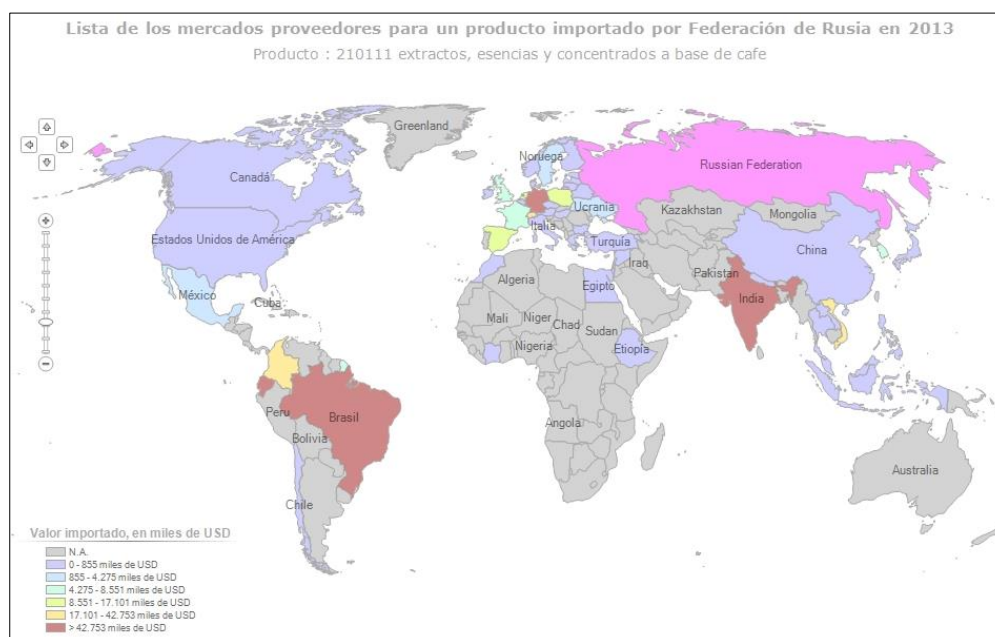 Lista de los mercados proveedores para un producto importado por Federación de Rusia en 2013
Producto : 210111 extractos, esencias y concentrados a base de cafe
Greenland
Noruega
Russian Federation
Canadá
Ucrania
Kazakhstan
Mongolia
Estados Unidos de América
Italia
Turquía
China
Iraq
Pakistan
Algeria
Egipto
India
México
Cuba
Mali
Niger
Chad
Sudan
Nigeria
Etiopía
Peru
Brasil
Angola
Bolivia
Australia
Chile
Valor importado, en miles de USD
N.A.
0 - 855 miles de USD
855 - 4.275 miles de USD
4.275 - 8.551 miles de USD
8.551 - 17.101 miles de USD
17.101 - 42.753 miles de USD
> 42.753 miles de USD